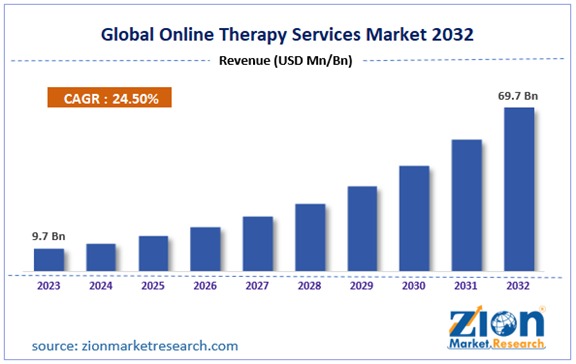 Global Online Therapy Services Market 2032
Revenue (USD Mn/Bn)
CAGR : 24.50%
9.7 Bn
69.7 Bn
2023 2024 2025 2026 2027 2028 2029 2030 2031 2032
ZION
Market.Research
®
source: zionmarketresearch.com